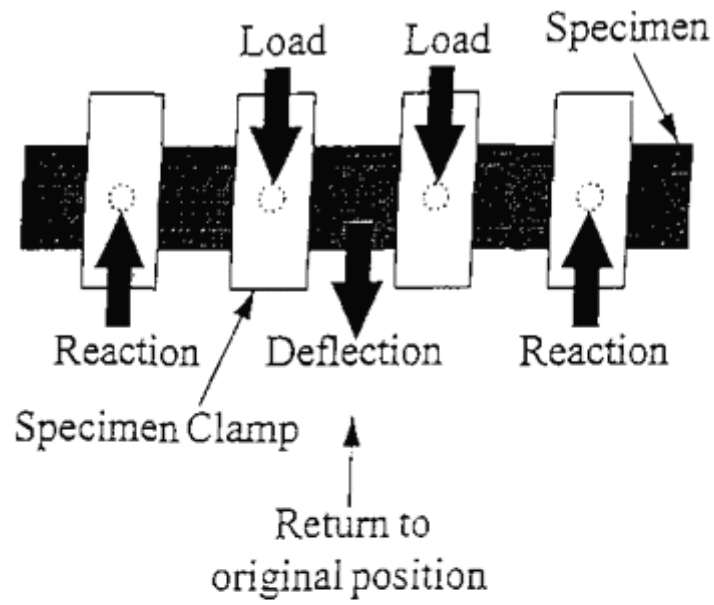 Load
Load
Specimen
Reaction
Deflection
Reaction
Specimen Clamp
Return to
original position